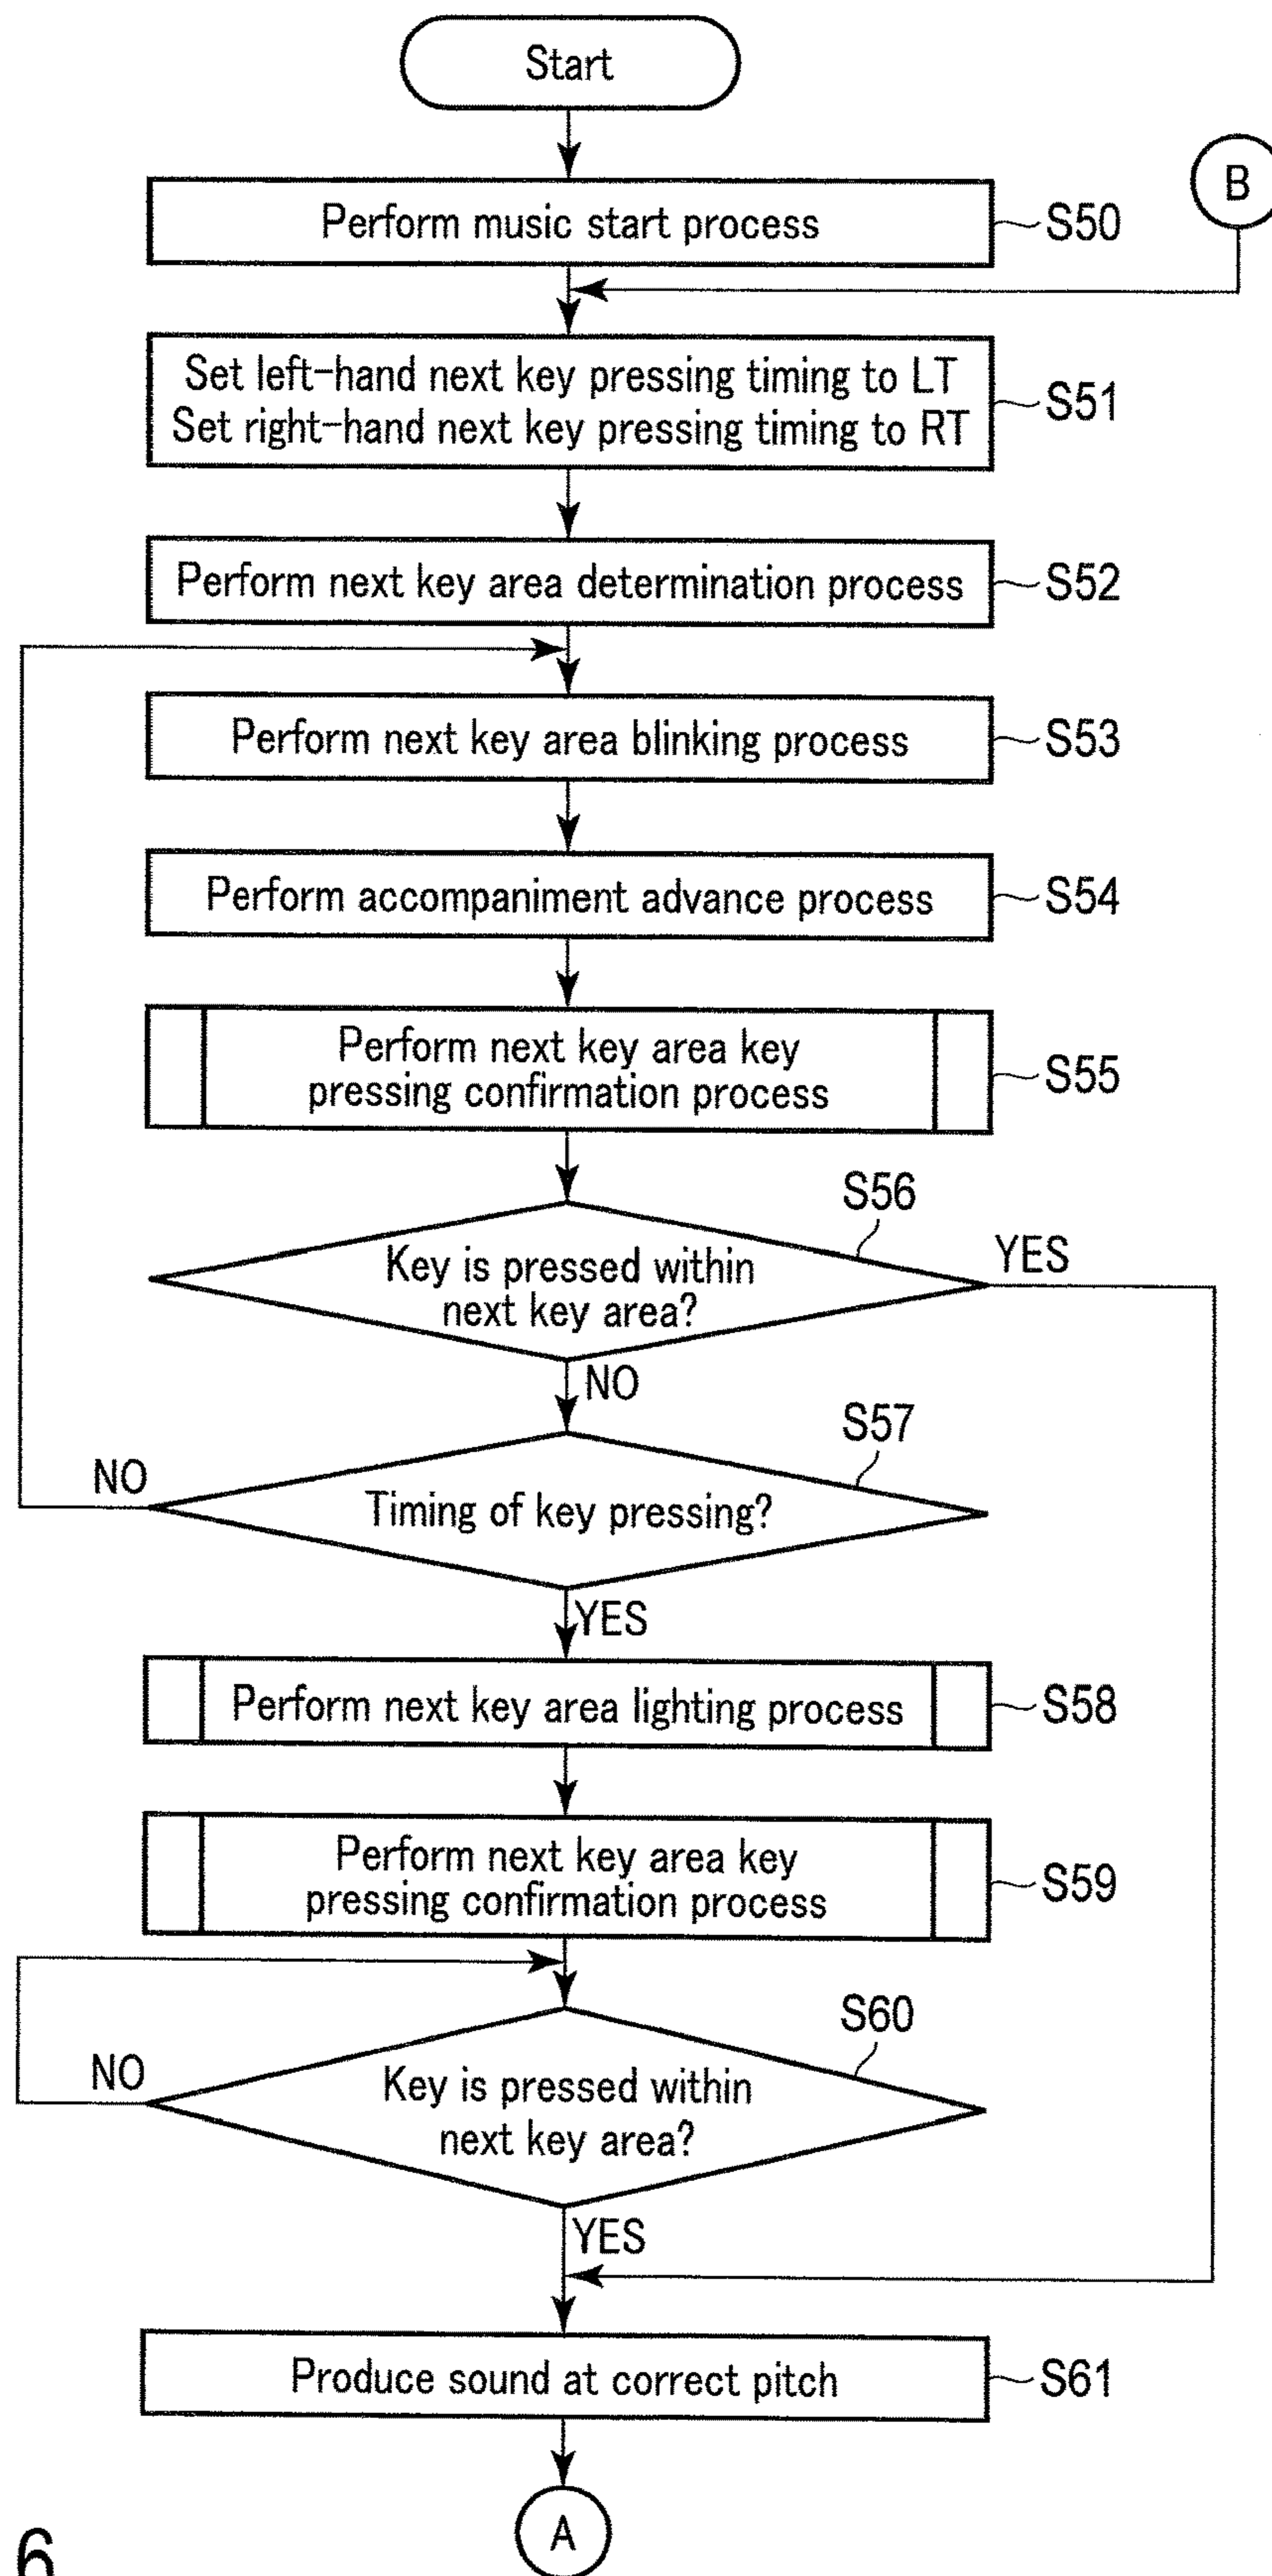 Start
B
Perform music start process
S50
Set left-hand next key pressing timing to LT
Set right-hand next key pressing timing to RT
S51
Perform next key area determination process
S52
Perform next key area blinking process
S53
Perform accompaniment advance process
S54
Perform next key area key
pressing confirmation process
S55
S56
Key is pressed within
next key area?
YES
NO
S57
Timing of key pressing?
NO
YES
Perform next key area lighting process
S58
Perform next key area key
pressing confirmation process
S59
S60
Key is pressed within
next key area?
NO
YES
Produce sound at correct pitch
S61
A
6